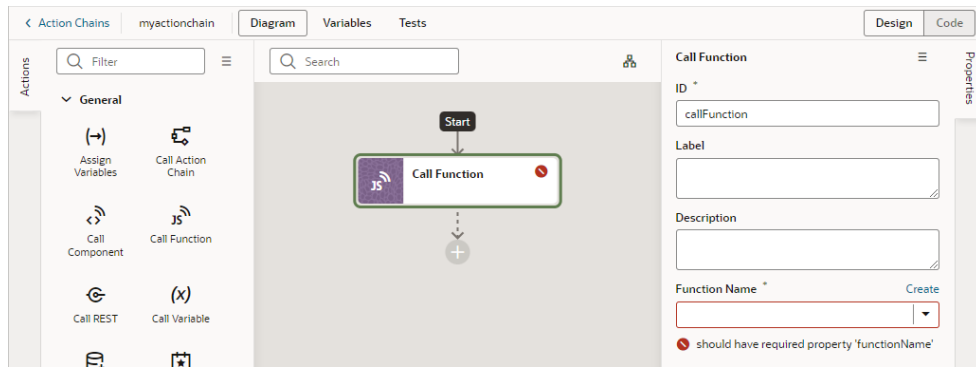 Action Chains
myactionchain
Diagram
Variables
Tests
Design
Code
Actions
Filter
General
Assign
Variables
Call Action
Chain
Call
Component
JS
Call Function
Call REST
(x)
Call Variable
Search
Start
JS
Call Function
Call Function
ID *
callFunction
Label
Description
Function Name *
Create
should have required property 'functionName'
Properties